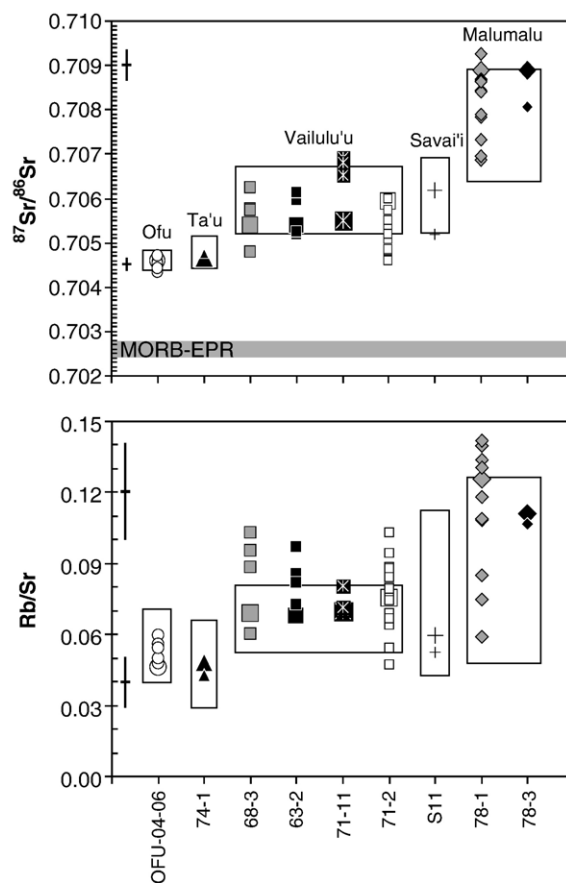 ⁸⁷Sr/⁸⁶Sr
0.710
0.709
0.708
0.707
0.706
0.705
0.704
0.703
0.702
Malumalu
Vailulu'u
Savai'i
Ofu
Ta'u
MORB-EPR
Rb/Sr
0.15
0.12
0.09
0.06
0.03
0.00
OFU-04-06
74-1
68-3
63-2
71-11
71-2
S11
78-1
78-3